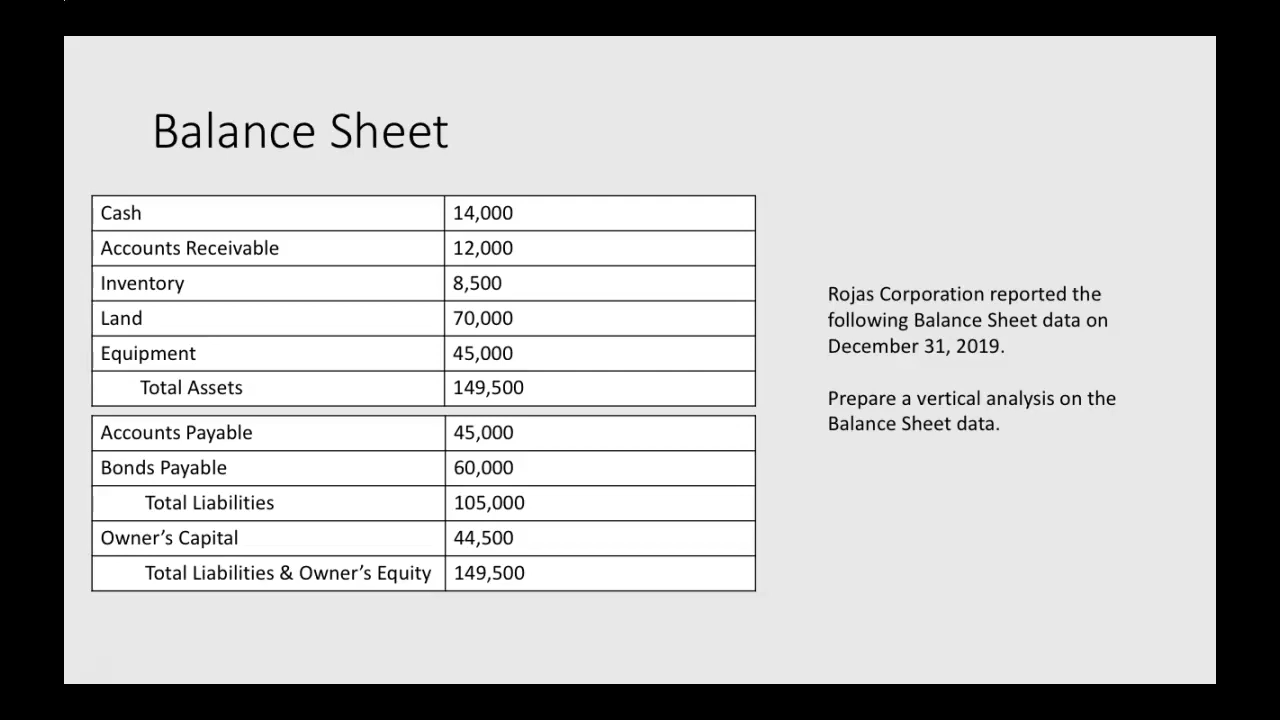 Balance Sheet
Cash 14,000
Accounts Receivable 12,000
Inventory 8,500
Land 70,000
Equipment 45,000
Total Assets 149,500
Accounts Payable 45,000
Bonds Payable 60,000
Total Liabilities 105,000
Owner’s Capital 44,500
Total Liabilities & Owner’s Equity 149,500
Rojas Corporation reported the
following Balance Sheet data on
December 31, 2019.
Prepare a vertical analysis on the
Balance Sheet data.